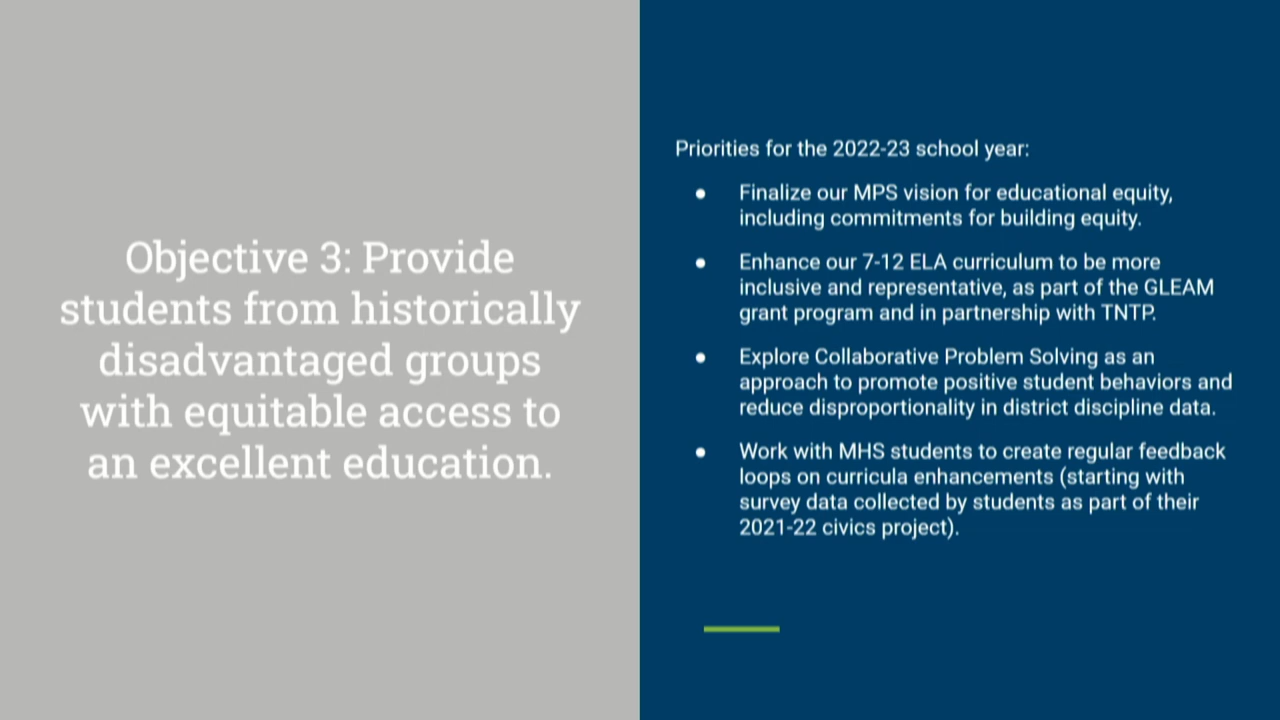 Objective 3: Provide
students from historically
disadvantaged groups
with equitable access to
an excellent education.
Priorities for the 2022-23 school year:
● Finalize our MPS vision for educational equity,
including commitments for building equity.
● Enhance our 7-12 ELA curriculum to be more
inclusive and representative, as part of the GLEAM
grant program and in partnership with TNTP.
● Explore Collaborative Problem Solving as an
approach to promote positive student behaviors and
reduce disproportionality in district discipline data.
● Work with MHS students to create regular feedback
loops on curricula enhancements (starting with
survey data collected by students as part of their
2021-22 civics project).